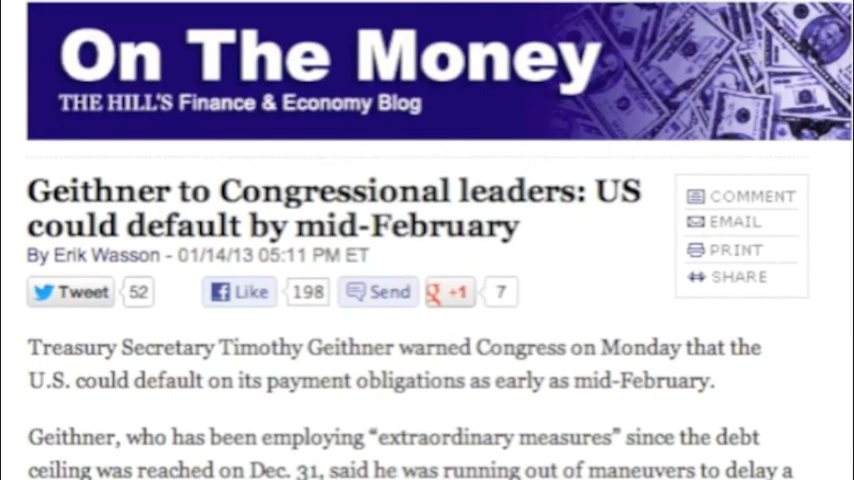 On The Money
THE HILL'S Finance & Economy Blog
Geithner to Congressional leaders: US
could default by mid-February
By Erik Wasson - 01/14/13 05:11 PM ET
COMMENT
EMAIL
PRINT
SHARE
Tweet 52 Like 198 Send +1 7
Treasury Secretary Timothy Geithner warned Congress on Monday that the
U.S. could default on its payment obligations as early as mid-February.
Geithner, who has been employing “extraordinary measures” since the debt
ceiling was reached on Dec. 31, said he was running out of maneuvers to delay a